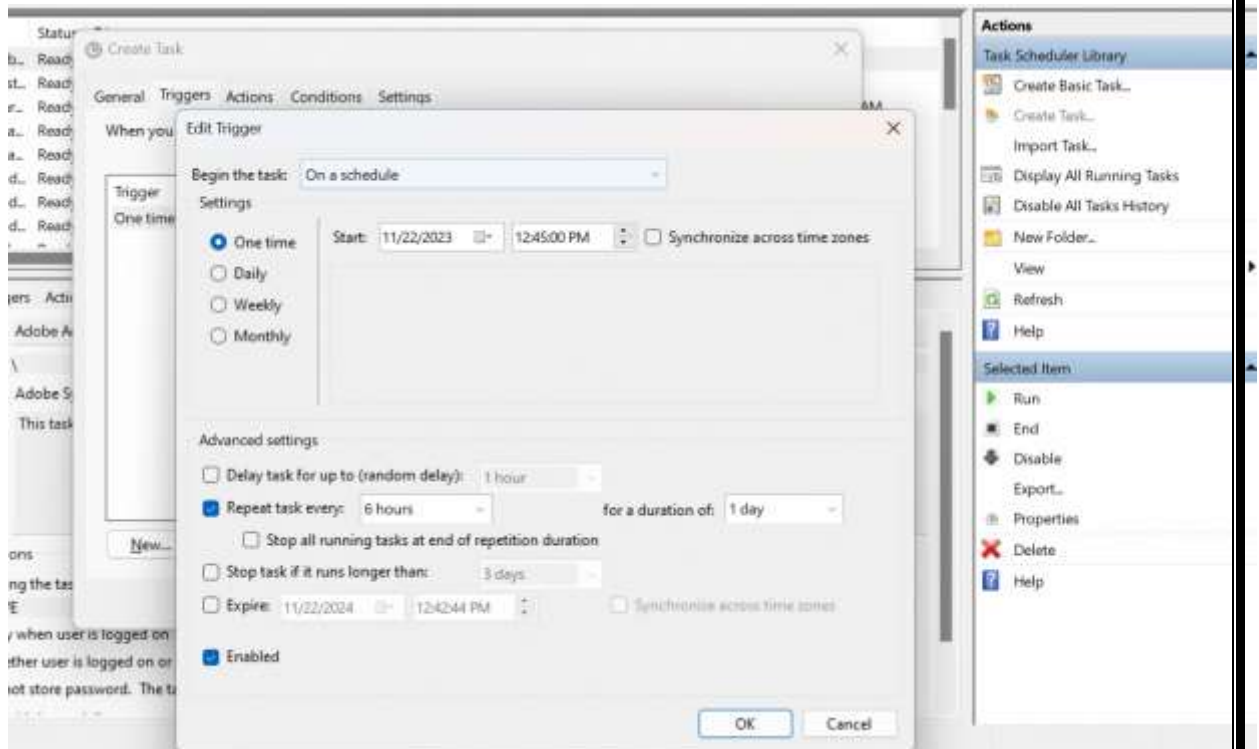 Status
Ready
Ready
Ready
Ready
Ready
Ready
Ready
Ready
Create Task
General Triggers Actions Conditions Settings
AM
When you
Trigger
One time
New...
Adobe
This task
when user is logged on
user is logged on or
not store password. The
Edit Trigger
Begin the task: On a schedule
Settings
One time
Daily
Weekly
Monthly
Start: 11/22/2023 12:45:00 PM Synchronize across time zones
Advanced settings
Delay task for up to (random delay): 1 hour
Repeat task every: 6 hours for a duration of: 1 day
Stop all running tasks at end of repetition duration
Stop task if it runs longer than: 3 days
Expire: 11/22/2024 12:42:44 PM Synchronize across time zones
Enabled
OK Cancel
Actions
Task Scheduler Library
Create Basic Task...
Create Task...
Import Task...
Display All Running Tasks
Disable All Tasks History
New Folder...
View
Refresh
Help
Selected Item
Run
End
Disable
Export...
Properties
Delete
Help